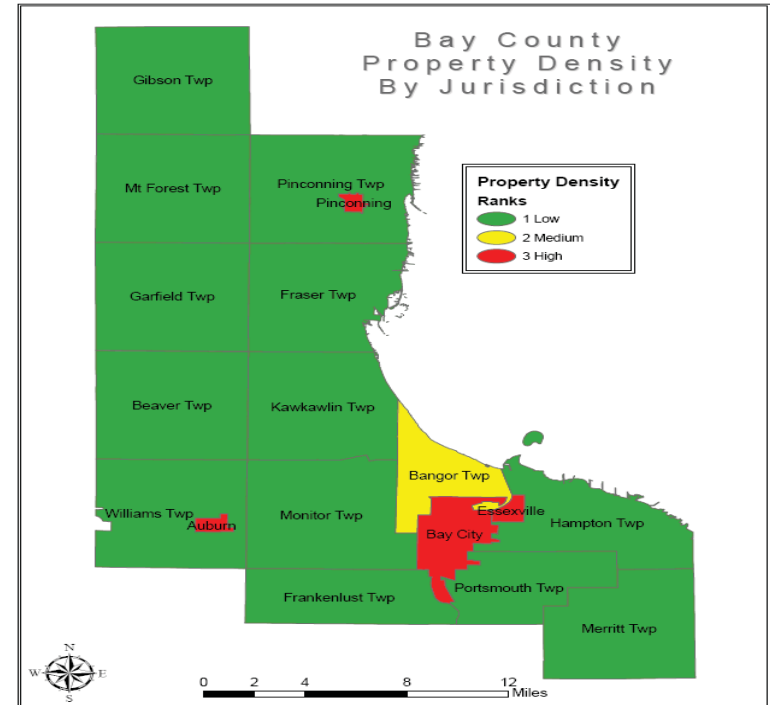 Bay County
Property Density
By Jurisdiction
Gibson Twp
Mt Forest Twp
Pinconning Twp
Pinconning
Property Density
Ranks
1 Low
2 Medium
3 High
Garfield Twp
Fraser Twp
Beaver Twp
Kawkawlin Twp
Bangor Twp
Williams Twp
Auburn
Monitor Twp
Essexville
Bay City
Hampton Twp
Frankenlust Twp
Portsmouth Twp
Merritt Twp
N
W
E
S
0 2 4 8 12
Miles